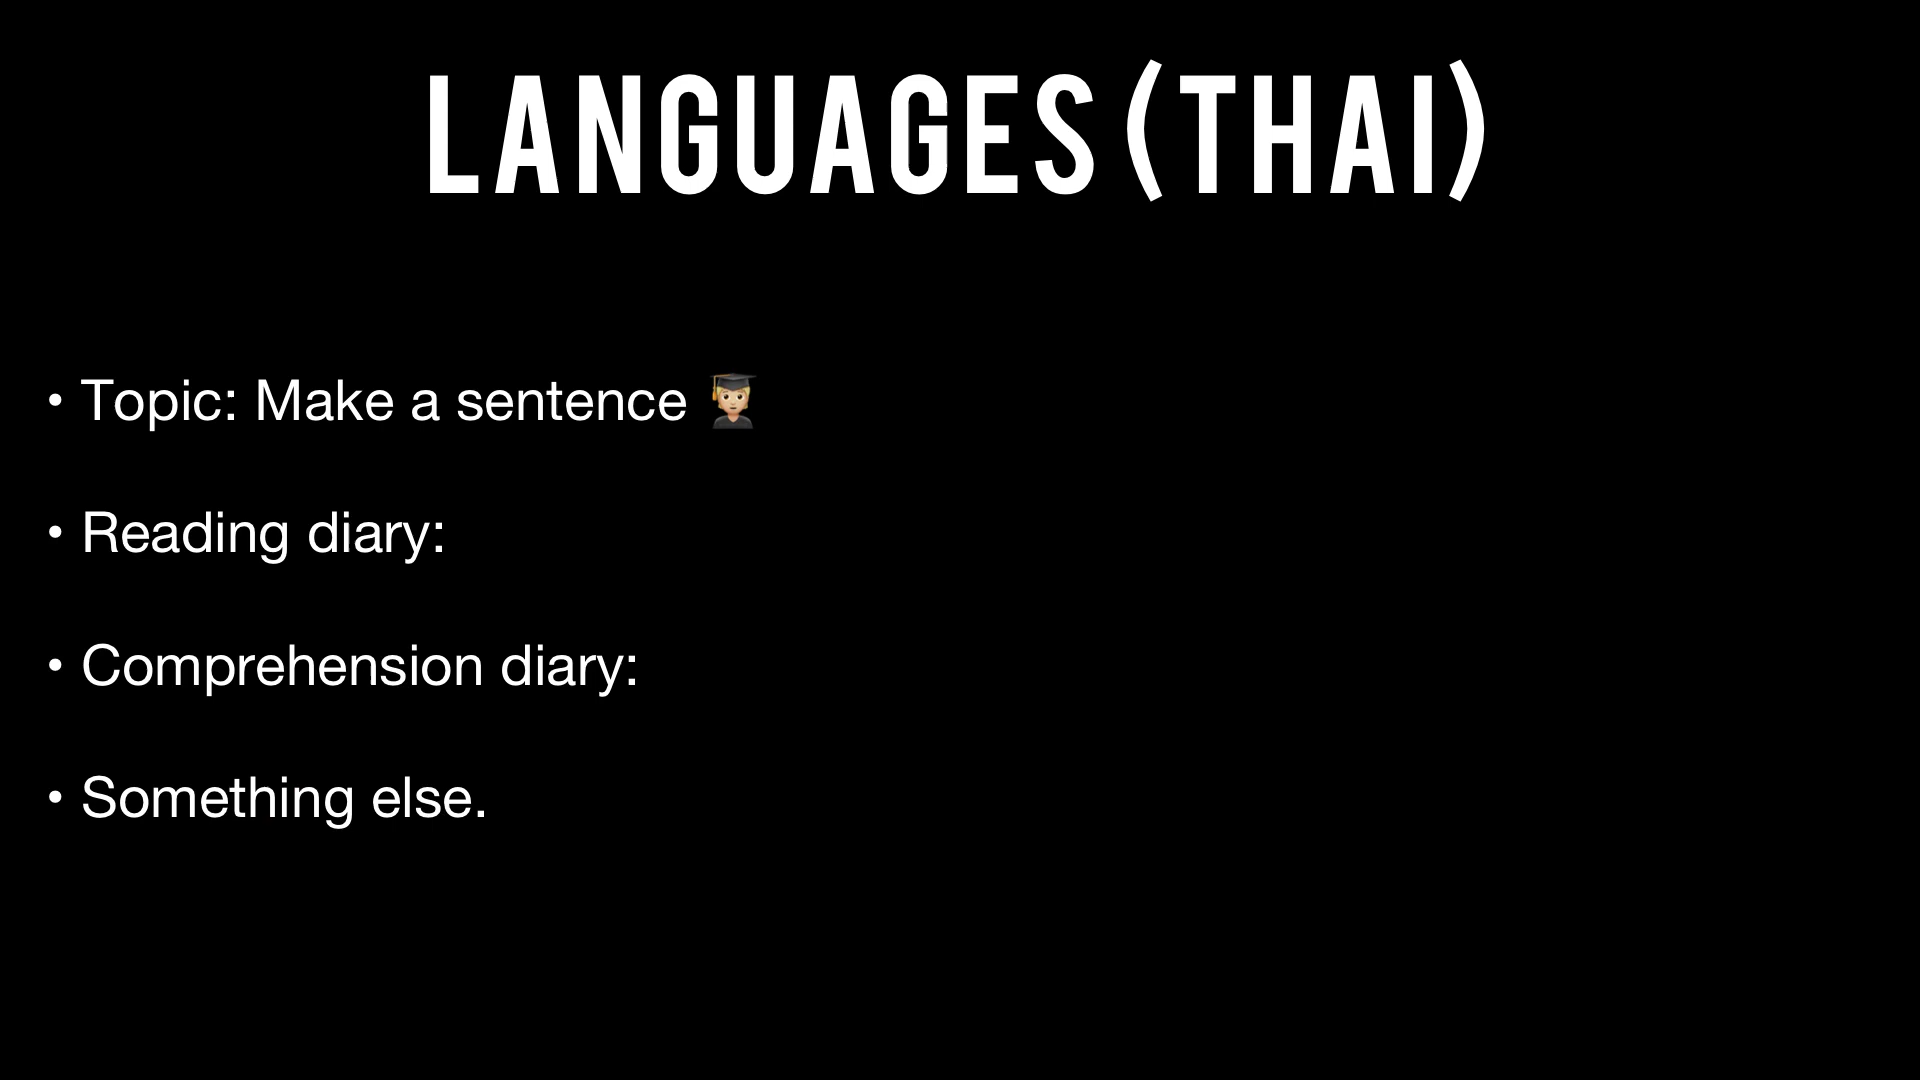 LANGUAGES (THAI)
• Topic: Make a sentence 🧑🏼‍🎓
• Reading diary:
• Comprehension diary:
• Something else.